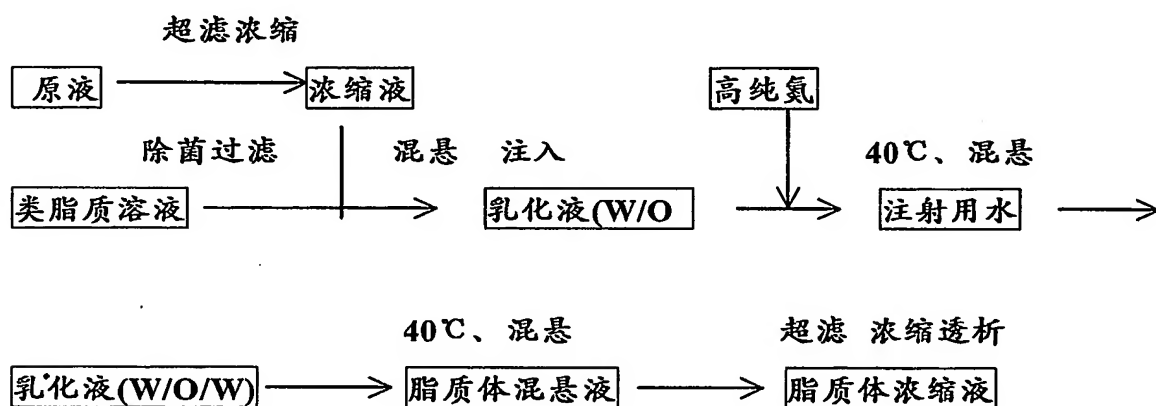 超滤浓缩
原液 浓缩液 高纯氮
除菌过滤 混悬 注入 40℃、混悬
类脂质溶液 乳化液(W/O 注射用水
40℃、混悬 超滤 浓缩透析
乳化液(W/O/W) 脂质体混悬液 脂质体浓缩液